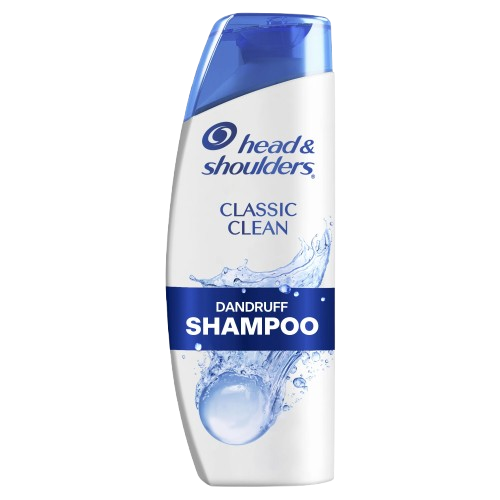 head&
shoulders®
CLASSIC
CLEAN
DANDRUFF
SHAMPOO